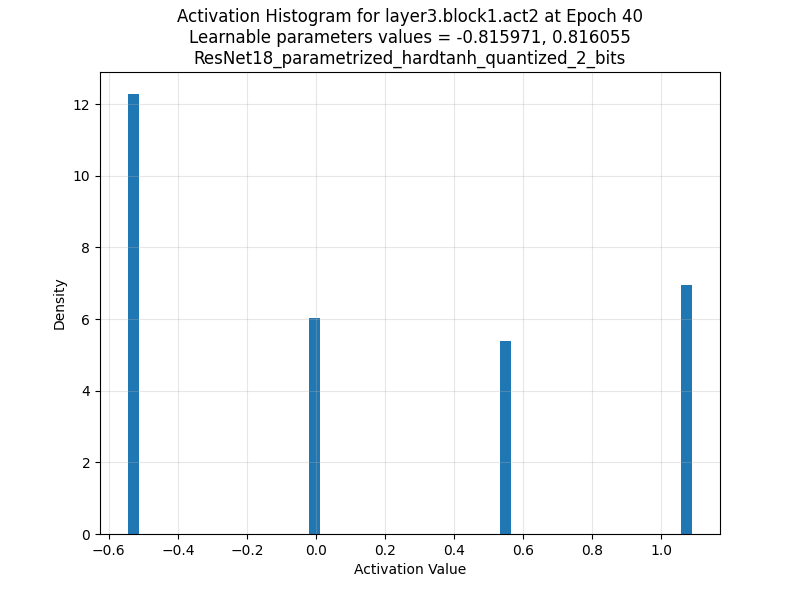 Activation Histogram for layer3.block1.act2 at Epoch 40
Learnable parameters values = -0.815971, 0.816055
ResNet18_parametrized_hardtanh_quantized_2_bits
12
10
8
6
4
2
0
Density
−0.6 −0.4 −0.2 0.0 0.2 0.4 0.6 0.8 1.0
Activation Value